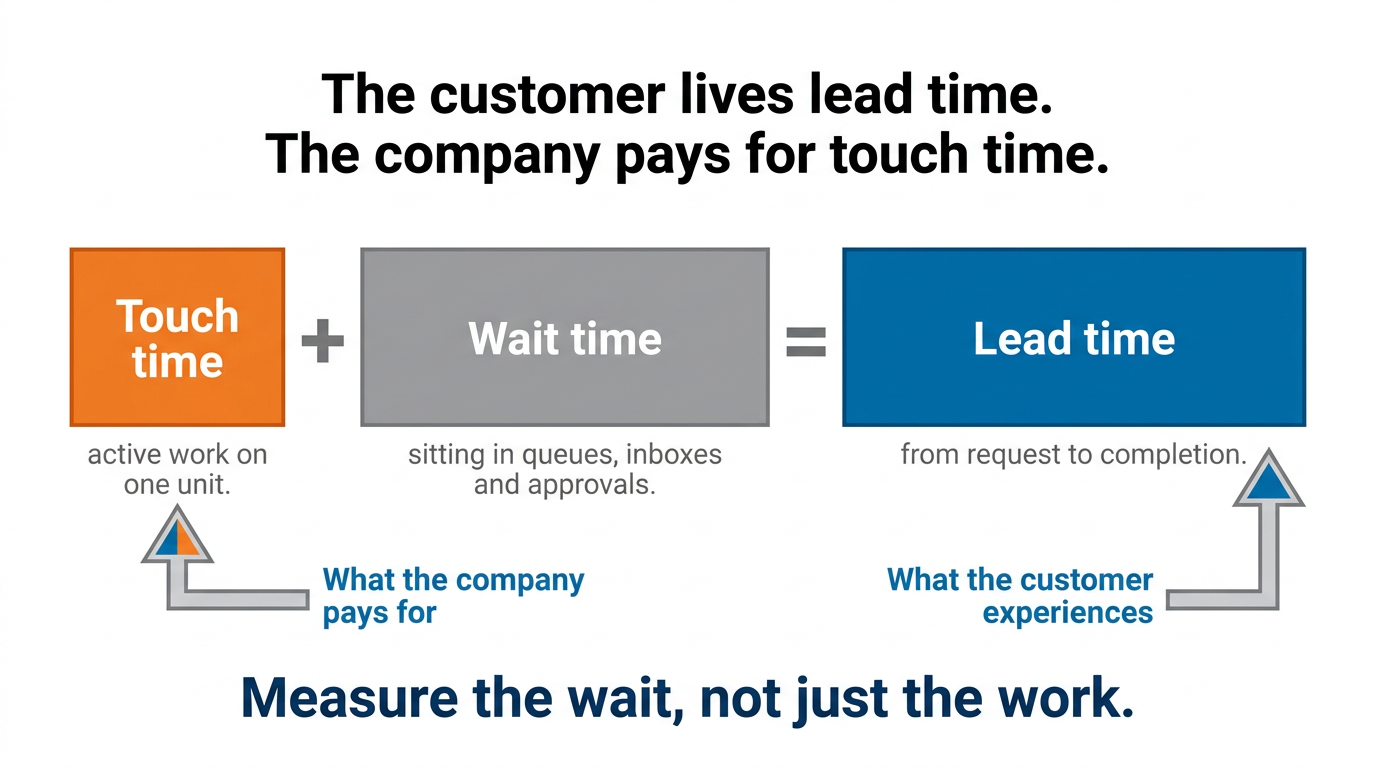 The customer lives lead time.
The company pays for touch time.
Touch
time
+
Wait time
=
Lead time
active work on
one unit.
sitting in queues, inboxes
and approvals.
from request to completion.
What the company
pays for
What the customer
experiences
Measure the wait, not just the work.